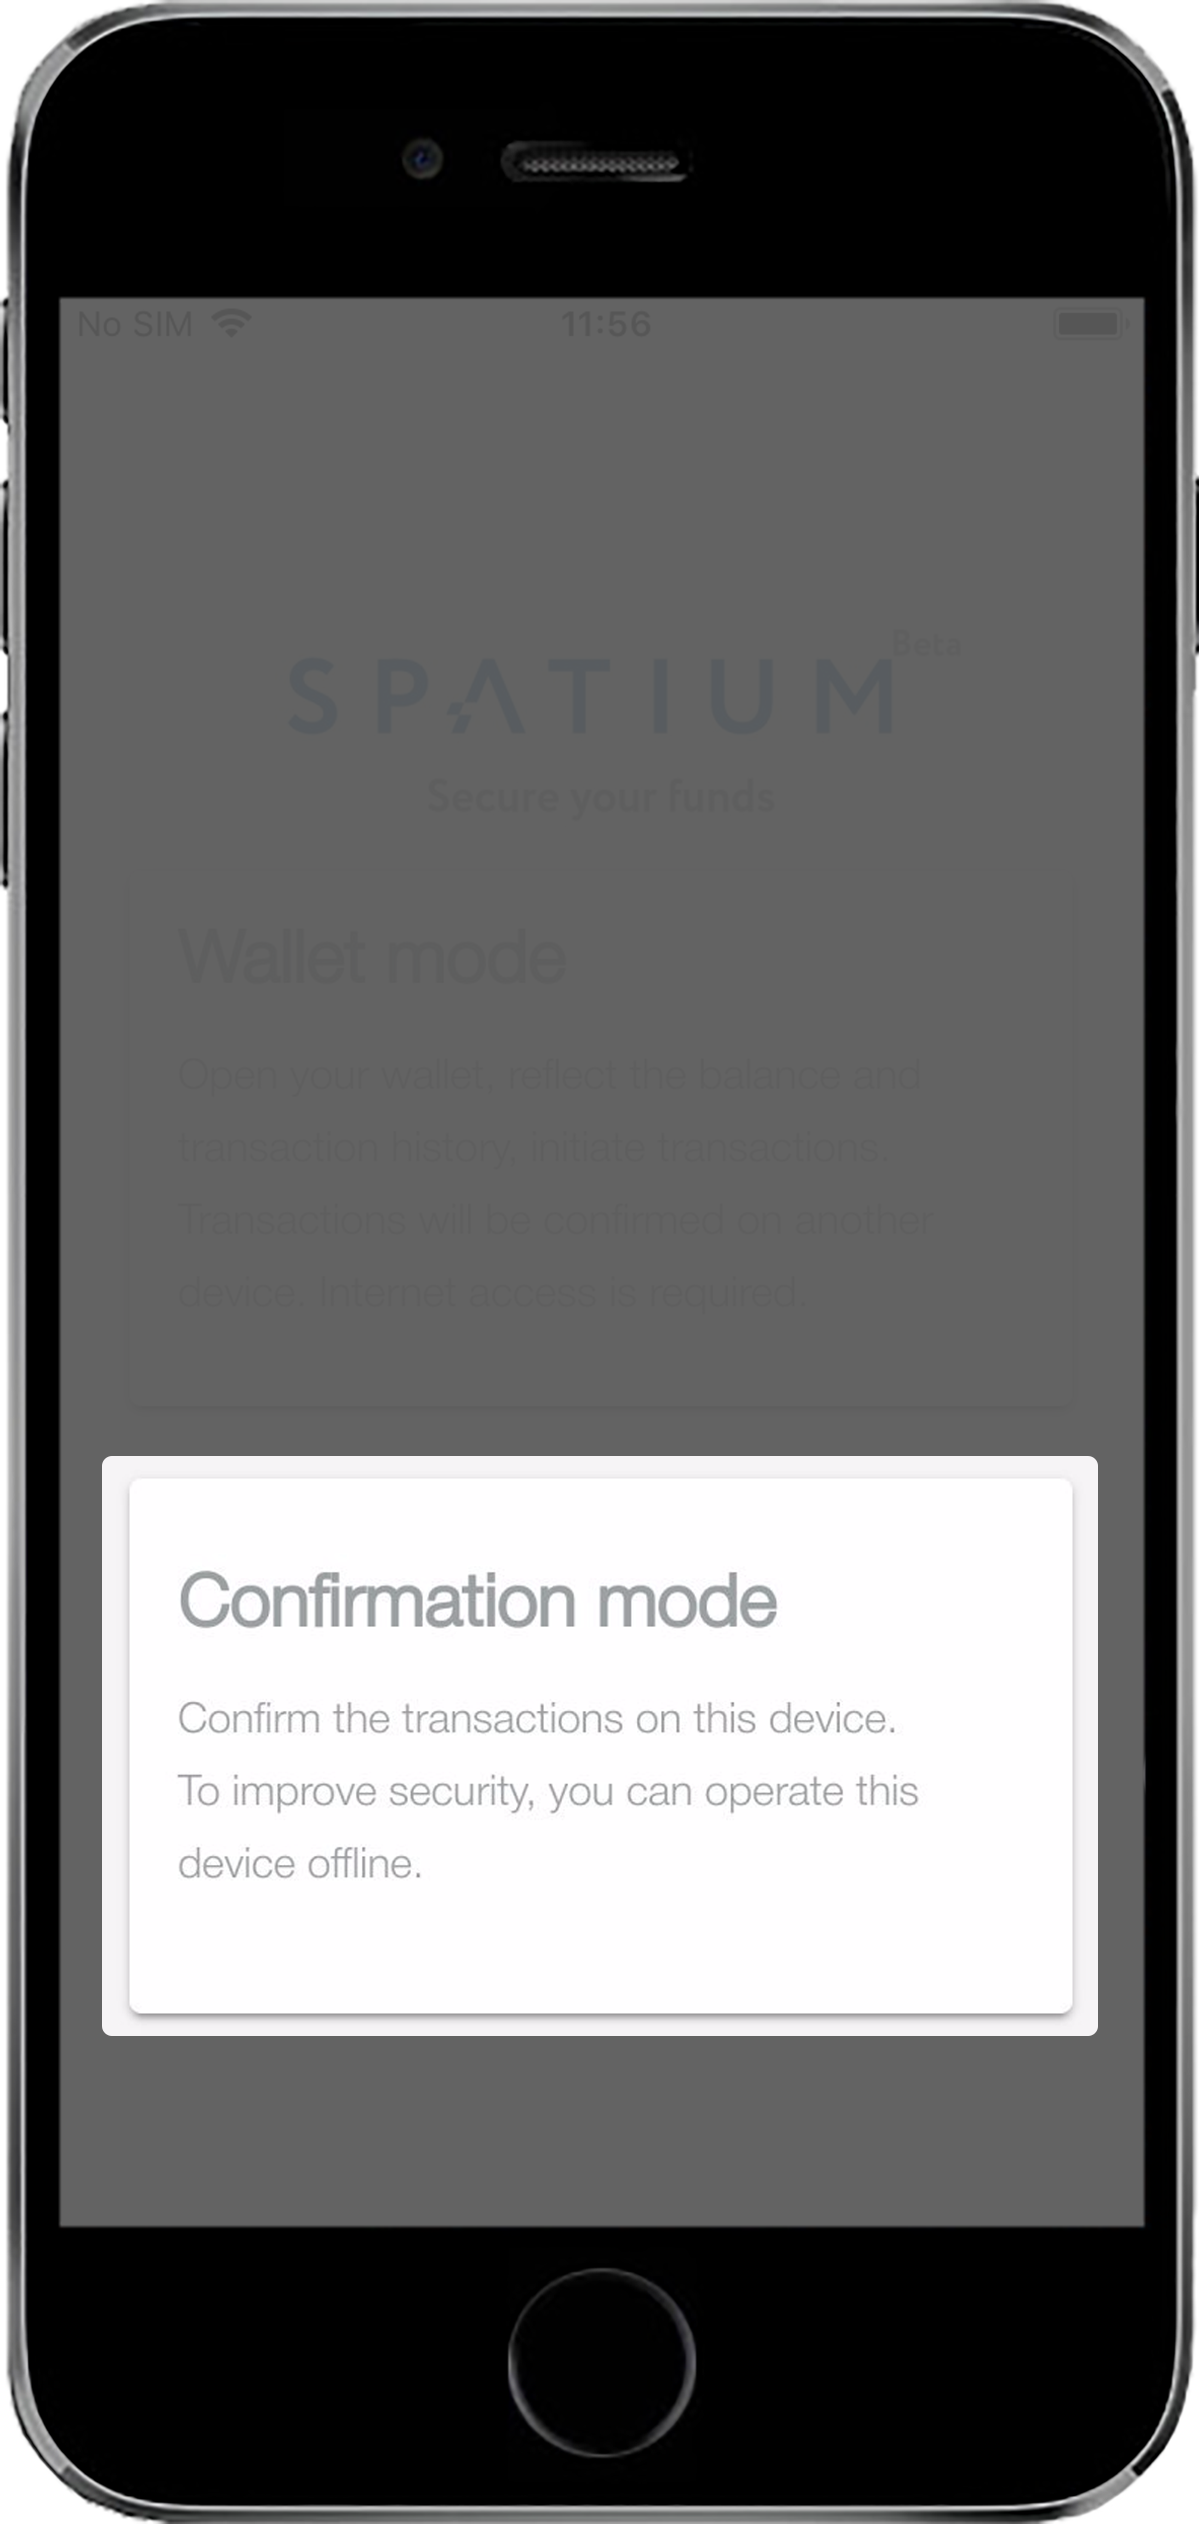 No SIM 11:56
Beta
SPATIUM
Secure your funds
Wallet mode
Open your wallet, reflect the balance and
transaction history, initiate transactions.
Transactions will be confirmed on another
device. Internet access is required.
Confirmation mode
Confirm the transactions on this device.
To improve security, you can operate this
device offline.